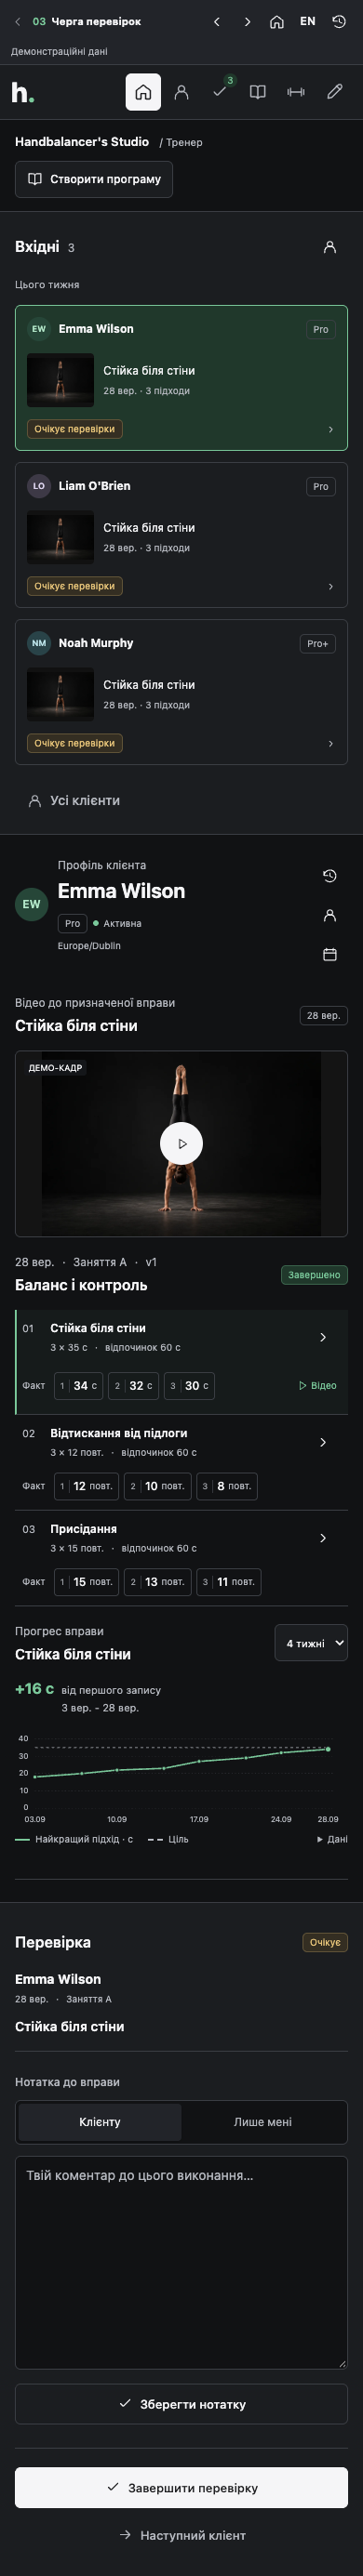 03 Черга перевірок
EN
Демонстраційні дані
h.
3
Handbalancer's Studio / Тренер
Створити програму
Вхідні 3
Цього тижня
EW Emma Wilson Pro
Стійка біля стіни
28 вер. · 3 підходи
Очікує перевірки
LO Liam O'Brien Pro
Стійка біля стіни
28 вер. · 3 підходи
Очікує перевірки
NM Noah Murphy Pro+
Стійка біля стіни
28 вер. · 3 підходи
Очікує перевірки
Усі клієнти
Профіль клієнта
EW Emma Wilson
Pro Активна
Europe/Dublin
Відео до призначеної вправи
Стійка біля стіни 28 вер.
ДЕМО-КАДР
28 вер. · Заняття A · v1
Баланс і контроль Завершено
01 Стійка біля стіни
3 × 35 с · відпочинок 60 с
Факт 1 34 с 2 32 с 3 30 с Відео
02 Відтискання від підлоги
3 × 12 повт. · відпочинок 60 с
Факт 1 12 повт. 2 10 повт. 3 8 повт.
03 Присідання
3 × 15 повт. · відпочинок 60 с
Факт 1 15 повт. 2 13 повт. 3 11 повт.
Прогрес вправи
Стійка біля стіни 4 тижні
+16 с від першого запису
3 вер. - 28 вер.
40
30
20
10
0
03.09 10.09 17.09 24.09 28.09
Найкращий підхід · с Ціль Дані
Перевірка Очікує
Emma Wilson
28 вер. · Заняття A
Стійка біля стіни
Нотатка до вправи
Клієнту Лише мені
Твій коментар до цього виконання...
Зберегти нотатку
Завершити перевірку
Наступний клієнт